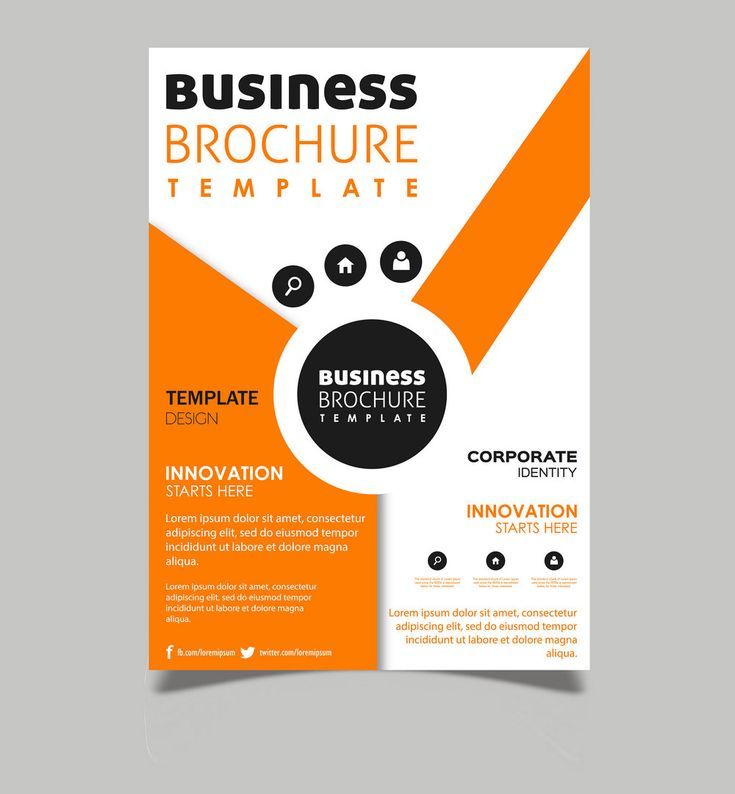 BUSINESS
BROCHURE
TEMPLATE
BUSINESS
BROCHURE
TEMPLATE
TEMPLATE
DESIGN
INNOVATION
STARTS HERE
Lorem ipsum dolor sit amet, consectetur
adipiscing elit, sed do eiusmod tempor
incididunt ut labore et dolore magna
aliqua.
Lorem ipsum dolor sit amet, consectetur
adipiscing elit, sed do eiusmod tempor
incididunt ut labore et dolore magna
aliqua.
fb.com/loremipsum
twitter.com/loremipsum
CORPORATE
IDENTITY
INNOVATION
STARTS HERE
Lorem ipsum dolor sit amet, consectetur
adipiscing elit, sed do eiusmod tempor
incididunt ut labore et dolore magna
aliqua.